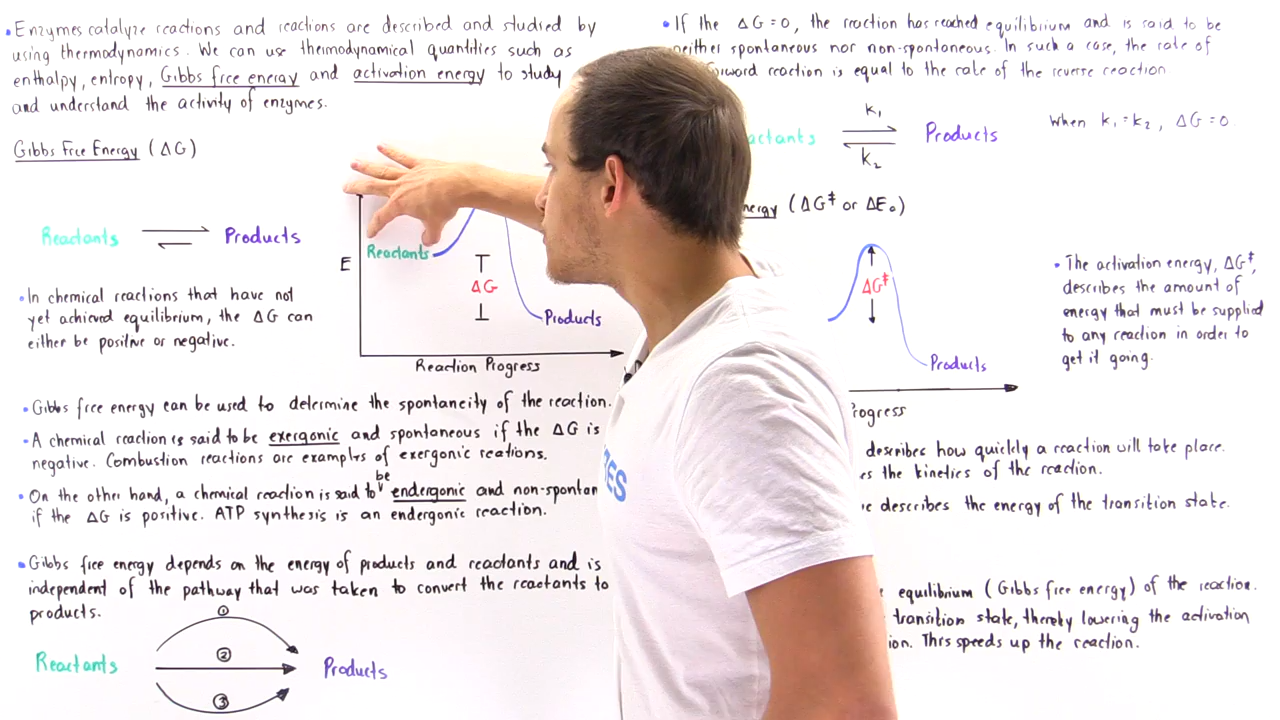 • Enzymes catalyze reactions and reactions are described and studied by
using thermodynamics. We can use thermodynamical quantities such as
enthalpy, entropy, Gibbs free energy and activation energy to study
and understand the activity of enzymes.
Gibbs Free Energy (ΔG)
Reactants Products
• In chemical reactions that have not
yet achieved equilibrium, the ΔG can
either be positive or negative.
E
Reactants
ΔG
Products
Reaction Progress
• Gibbs free energy can be used to determine the spontaneity of the reaction.
• A chemical reaction is said to be exergonic and spontaneous if the ΔG is
negative. Combustion reactions are examples of exergonic reations.
• On the other hand, a chemical reaction is said to be endergonic and non-spontan
if the ΔG is positive. ATP synthesis is an endergonic reaction.
• Gibbs free energy depends on the energy of products and reactants and is
independent of the pathway that was taken to convert the reactants to
products.
①
Reactants ② Products
③
• If the ΔG=0, the reaction has reached equilibrium and is said to be
neither spontaneous nor non-spontaneous. In such a case, the rate of
reaction is equal to the rate of the reverse reaction
k₁
actants Products
k₂
When k₁=k₂, ΔG=0.
(ΔG‡ or ΔE₀)
ΔG‡
Products
rogress
• The activation energy, ΔG‡,
describes the amount of
energy that must be supplied
to any reaction in order to
get it going.
describes how quickly a reaction will take place.
the kinetics of the reaction.
describes the energy of the transition state.
equilibrium (Gibbs free energy) of the reaction.
transition state, thereby lowering the activation
ion. This speeds up the reaction.